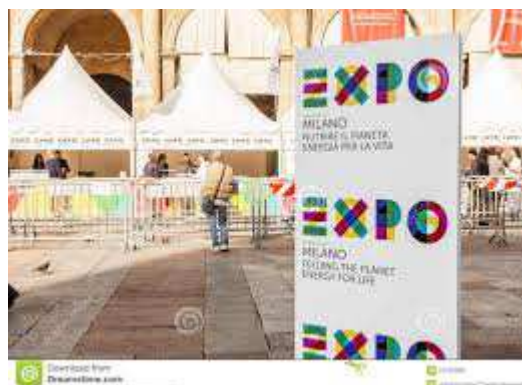 EXPO
MILANO
NUTRIRE IL PIANETA
ENERGIA PER LA VITA
EXPO
MILANO
FEEDING THE PLANET
ENERGY FOR LIFE
EXPO
Download from
Dreamstime.com